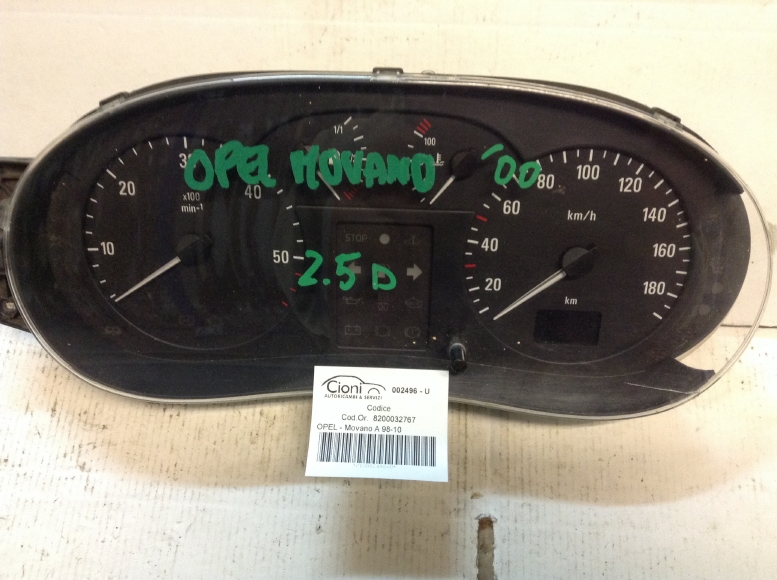 OPEL MOVANO '00
2.5 D
10
20
30
40
50
x100
min-1
1/1
100
STOP
20
40
60
80
100
120
140
160
180
km/h
km
Cioni
AUTORICAMBI & SERVIZI
002496 - U
Codice
Cod.Or. 8200032767
OPEL - Movano A 98-10